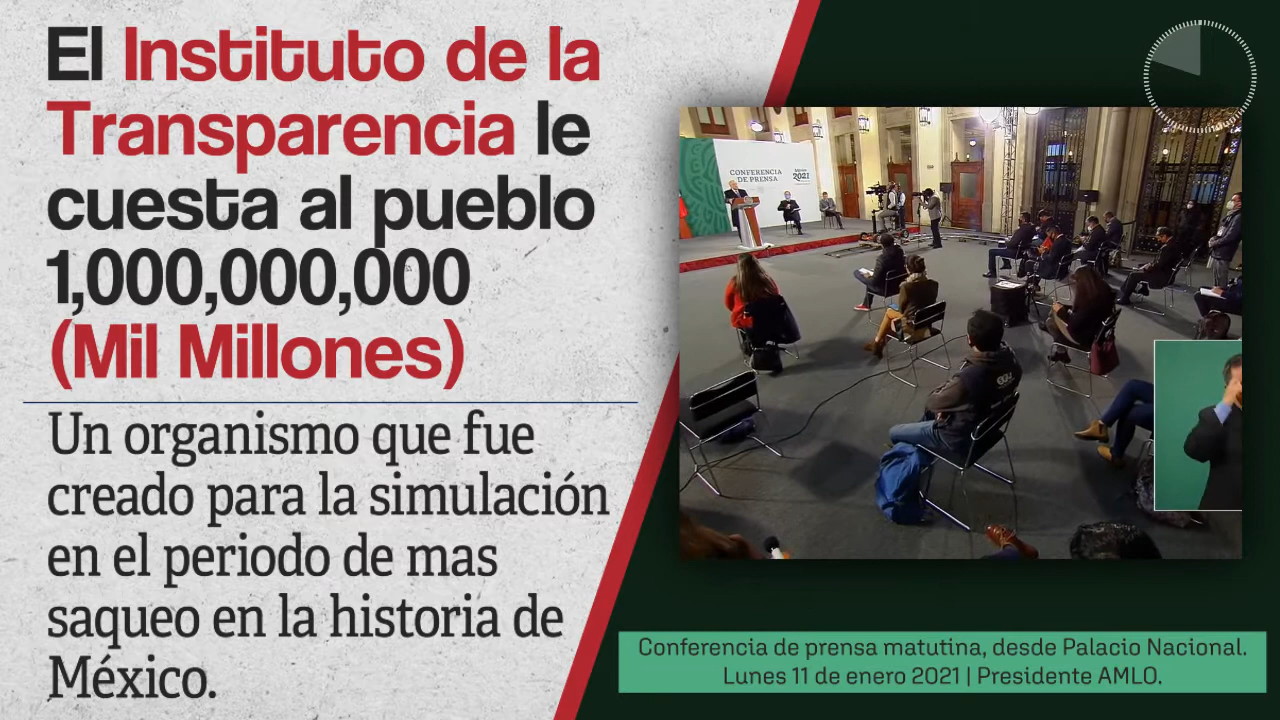 El Instituto de la
Transparencia le
cuesta al pueblo
1,000,000,000
(Mil Millones)
Un organismo que fue
creado para la simulación
en el periodo de mas
saqueo en la historia de
México.
CONFERENCIA
DE PRENSA
2021
Conferencia de prensa matutina, desde Palacio Nacional.
Lunes 11 de enero 2021 | Presidente AMLO.